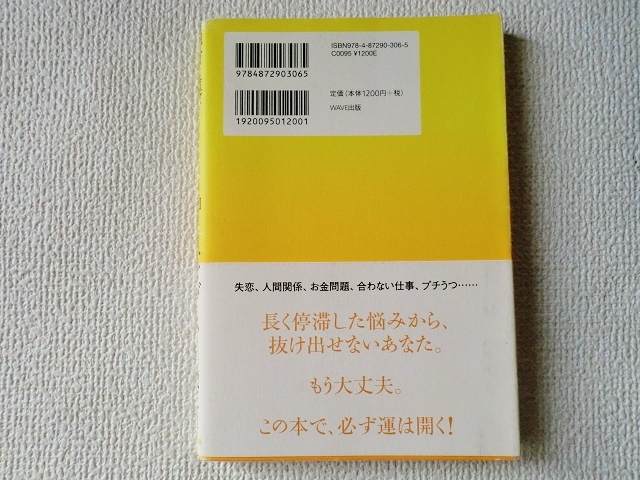 ISBN978-4-87290-306-5
C0095 ¥1200E
9784872903065
定価(本体1200円+税)
WAVE出版
1920095012001
失恋、人間関係、お金問題、合わない仕事、プチうつ……
長く停滞した悩みから、
抜け出せないあなた。
もう大丈夫。
この本で、必ず運は開く!